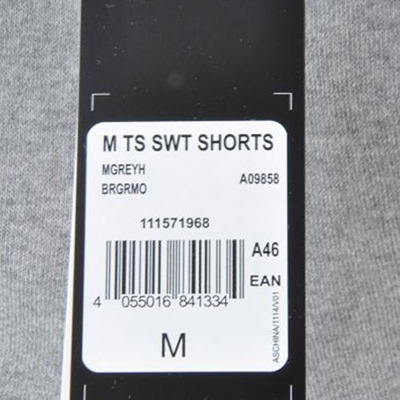 M TS SWT SHORTS
MGREYH A09858
BRGRMO
111571968
A46
EAN
4 055016 841334
M
ASCHINA/1114/V01